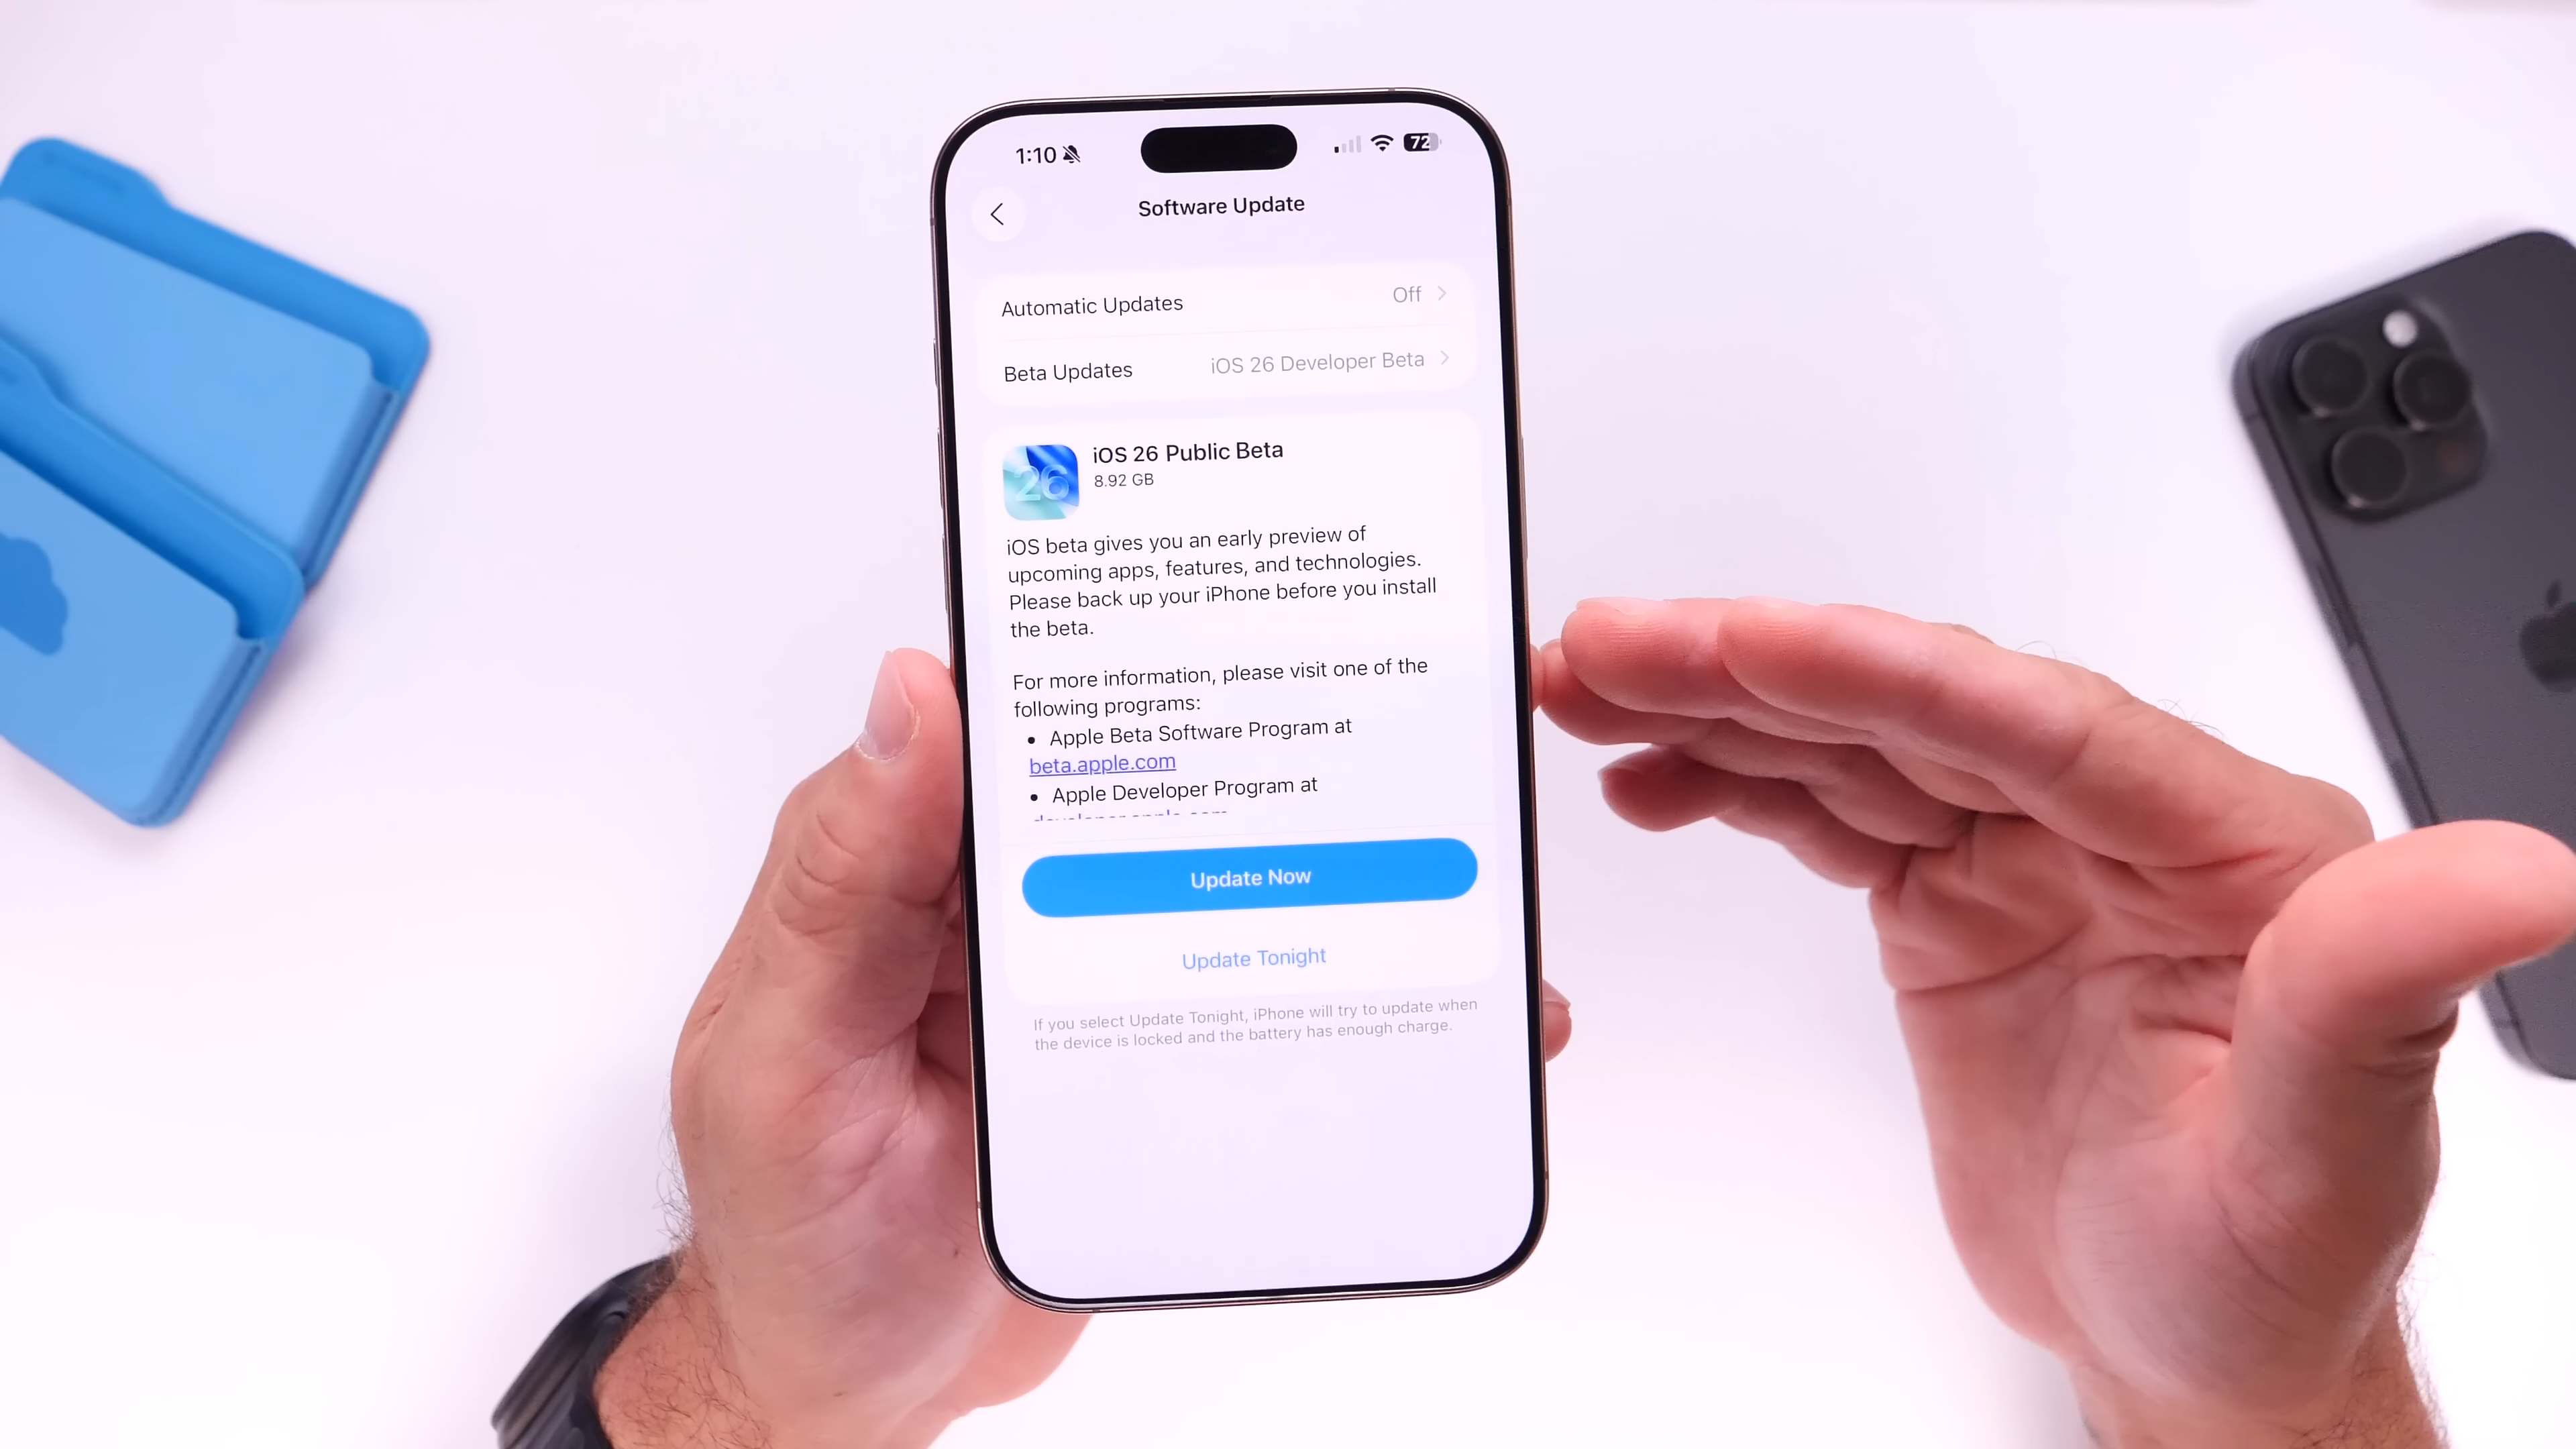 1:10
72
Software Update
Automatic Updates Off
Beta Updates iOS 26 Developer Beta
26
iOS 26 Public Beta
8.92 GB
iOS beta gives you an early preview of
upcoming apps, features, and technologies.
Please back up your iPhone before you install
the beta.
For more information, please visit one of the
following programs:
• Apple Beta Software Program at
beta.apple.com
• Apple Developer Program at
developer.apple.com
Update Now
Update Tonight
If you select Update Tonight, iPhone will try to update when
the device is locked and the battery has enough charge.